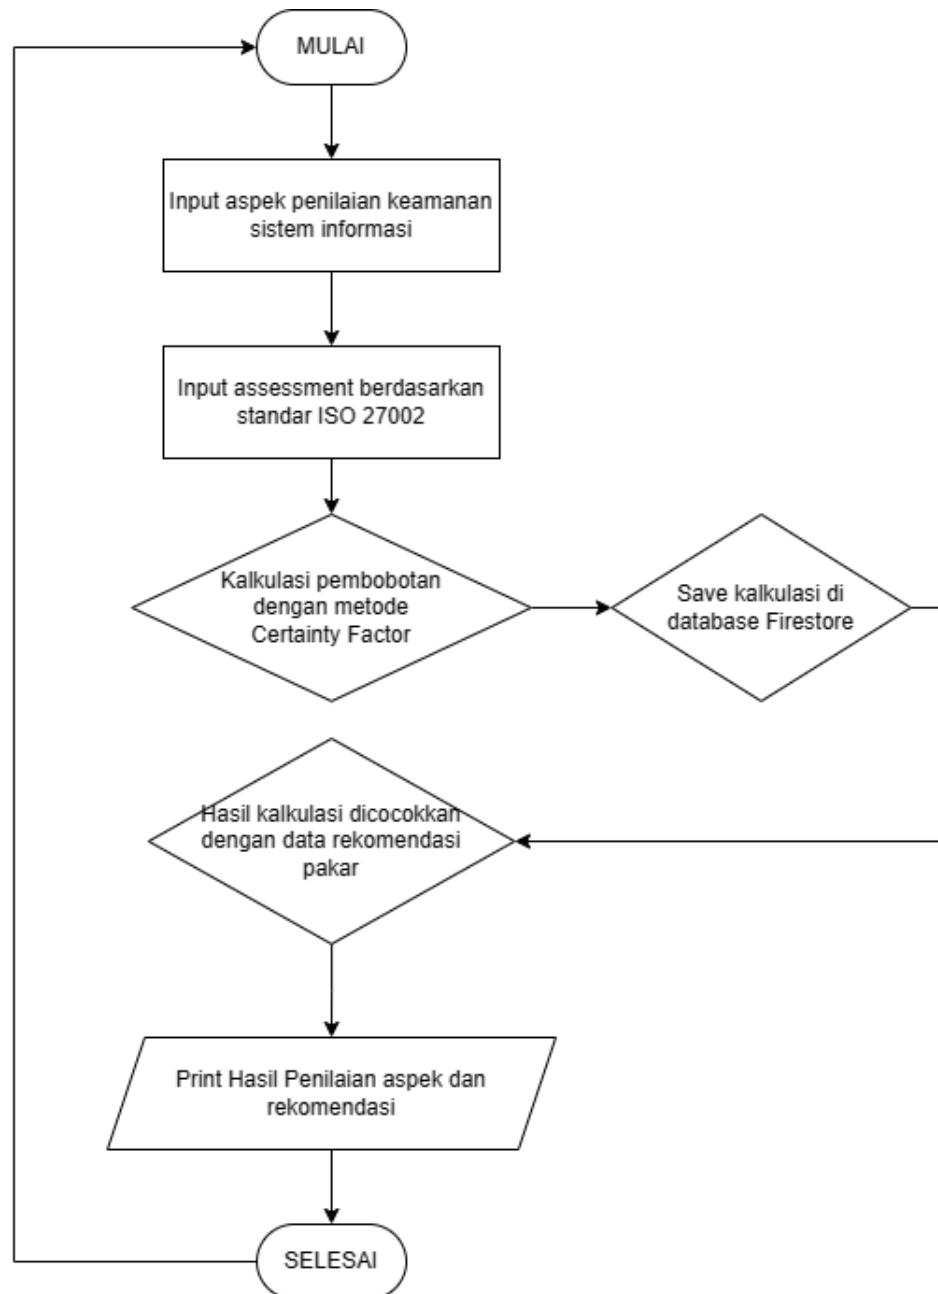 MULAI
Input aspek penilaian keamanan
sistem informasi
Input assessment berdasarkan
standar ISO 27002
Kalkulasi pembobotan
dengan metode
Certainty Factor
Save kalkulasi di
database Firestore
Hasil kalkulasi dicocokkan
dengan data rekomendasi
pakar
Print Hasil Penilaian aspek dan
rekomendasi
SELESAI